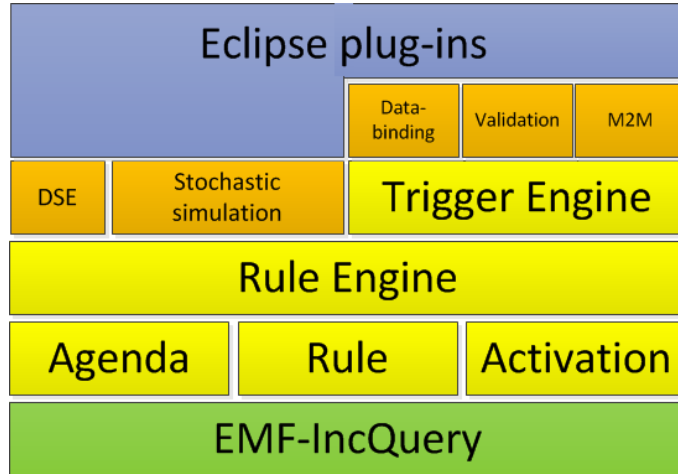 Eclipse plug-ins
Data-
binding
Validation
M2M
DSE
Stochastic
simulation
Trigger Engine
Rule Engine
Agenda
Rule
Activation
EMF-IncQuery